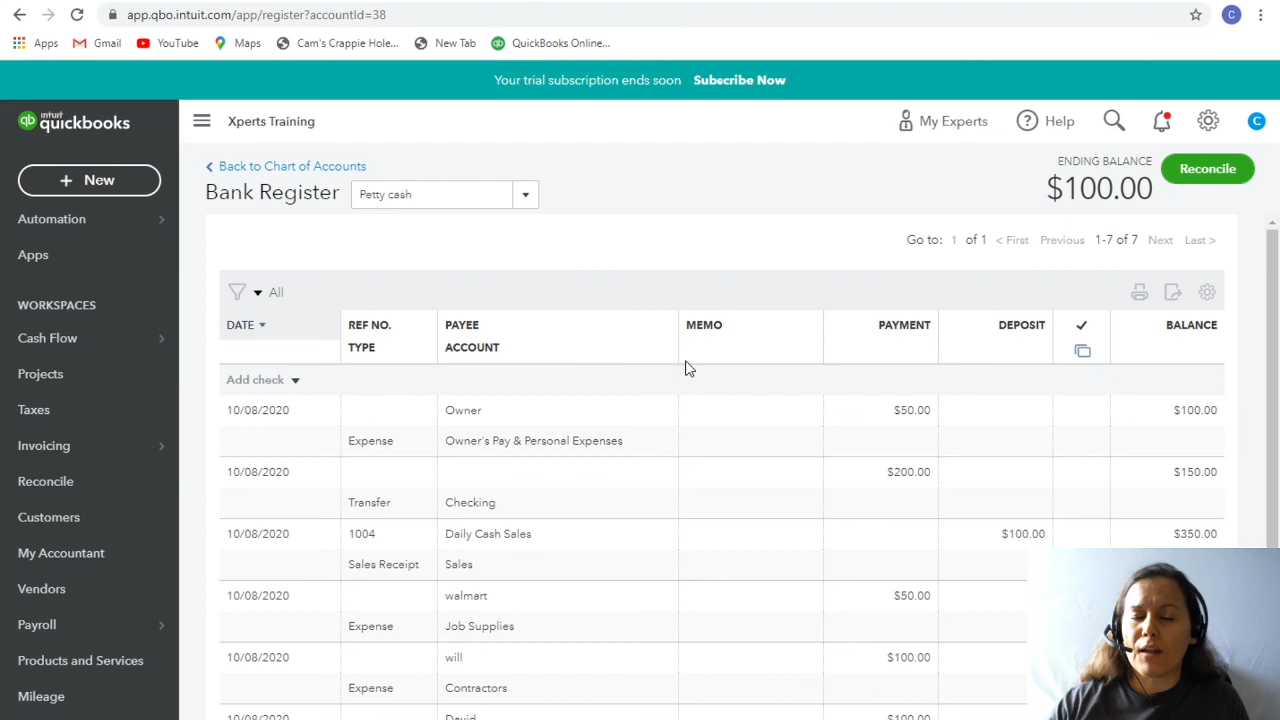 app.qbo.intuit.com/app/register?accountId=38
C
Apps
Gmail
YouTube
Maps
Cam's Crappie Hole...
New Tab
QuickBooks Online...
Your trial subscription ends soon Subscribe Now
intuit quickbooks
Xperts Training
My Experts
Help
C
+ New
Automation
Apps
WORKSPACES
Cash Flow
Projects
Taxes
Invoicing
Reconcile
Customers
My Accountant
Vendors
Payroll
Products and Services
Mileage
Back to Chart of Accounts
Bank Register Petty cash
ENDING BALANCE
$100.00
Reconcile
Go to: 1 of 1 < First Previous 1-7 of 7 Next Last >
All
DATE REF NO. PAYEE MEMO PAYMENT DEPOSIT ✓ BALANCE
TYPE ACCOUNT
Add check
10/08/2020 Owner $50.00 $100.00
Expense Owner's Pay & Personal Expenses
10/08/2020 $200.00 $150.00
Transfer Checking
10/08/2020 1004 Daily Cash Sales $100.00 $350.00
Sales Receipt Sales
10/08/2020 walmart $50.00
Expense Job Supplies
10/08/2020 will $100.00
Expense Contractors
10/08/2020 David $100.00